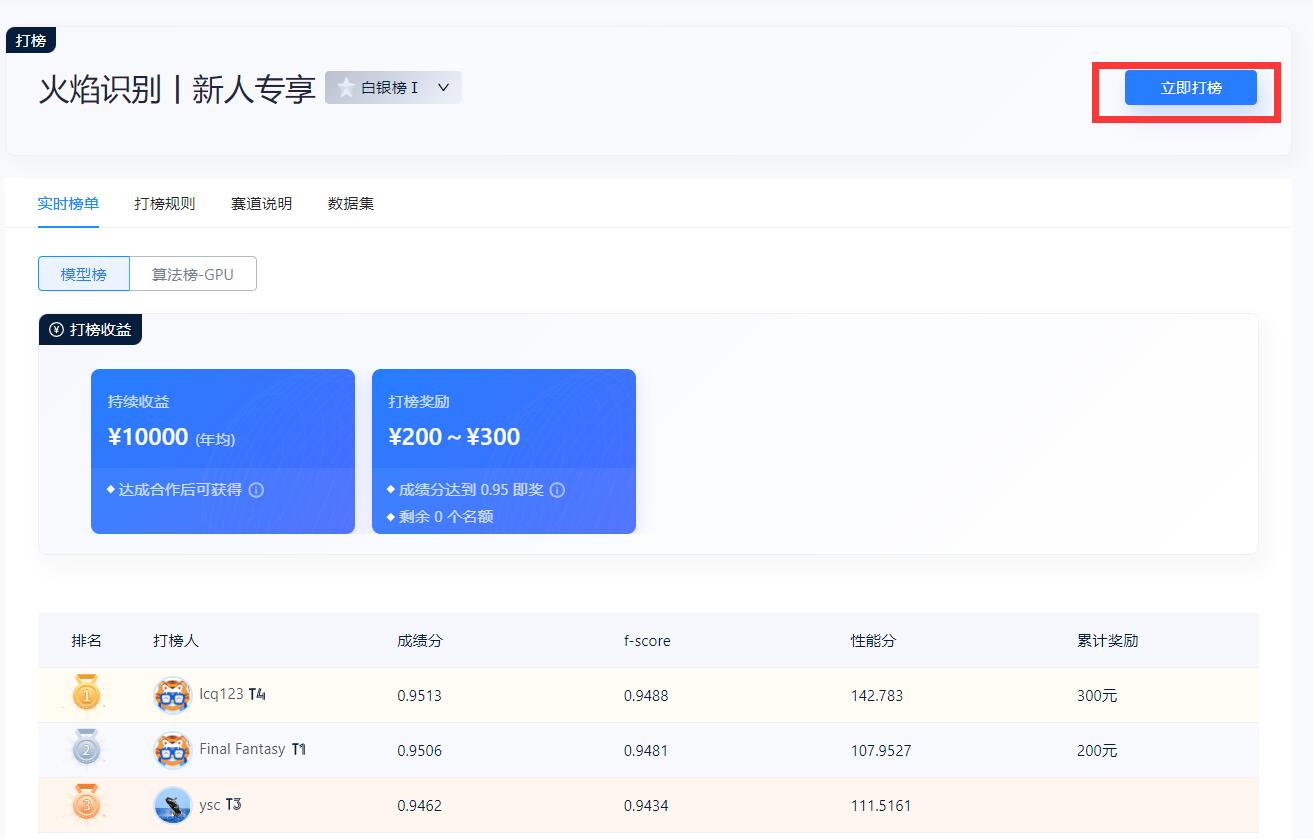 打榜
火焰识别丨新人专享 白银榜 I
立即打榜
实时榜单 打榜规则 赛道说明 数据集
模型榜 算法榜-GPU
打榜收益
持续收益 打榜奖励
¥10000 (年均) ¥200 ~ ¥300
达成合作后可获得 成绩分达到 0.95 即奖
剩余 0 个名额
排名 打榜人 成绩分 f-score 性能分 累计奖励
1 lcq123 T4 0.9513 0.9488 142.783 300元
2 Final Fantasy T1 0.9506 0.9481 107.9527 200元
3 ysc T3 0.9462 0.9434 111.5161